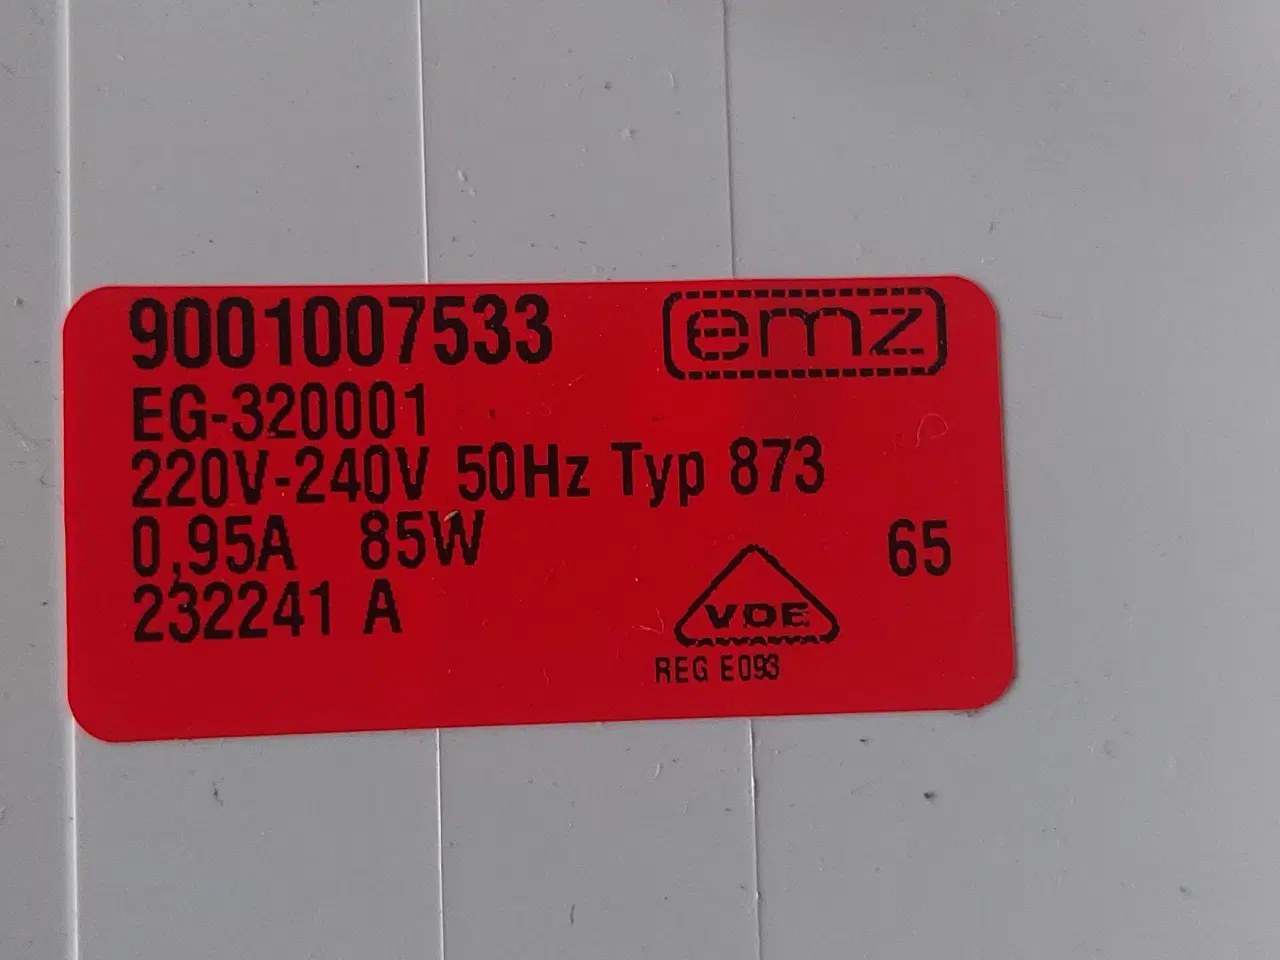 9001007533
emz
EG-320001
220V-240V 50Hz Typ 873
0,95A 85W
65
232241 A
VDE
REG E093